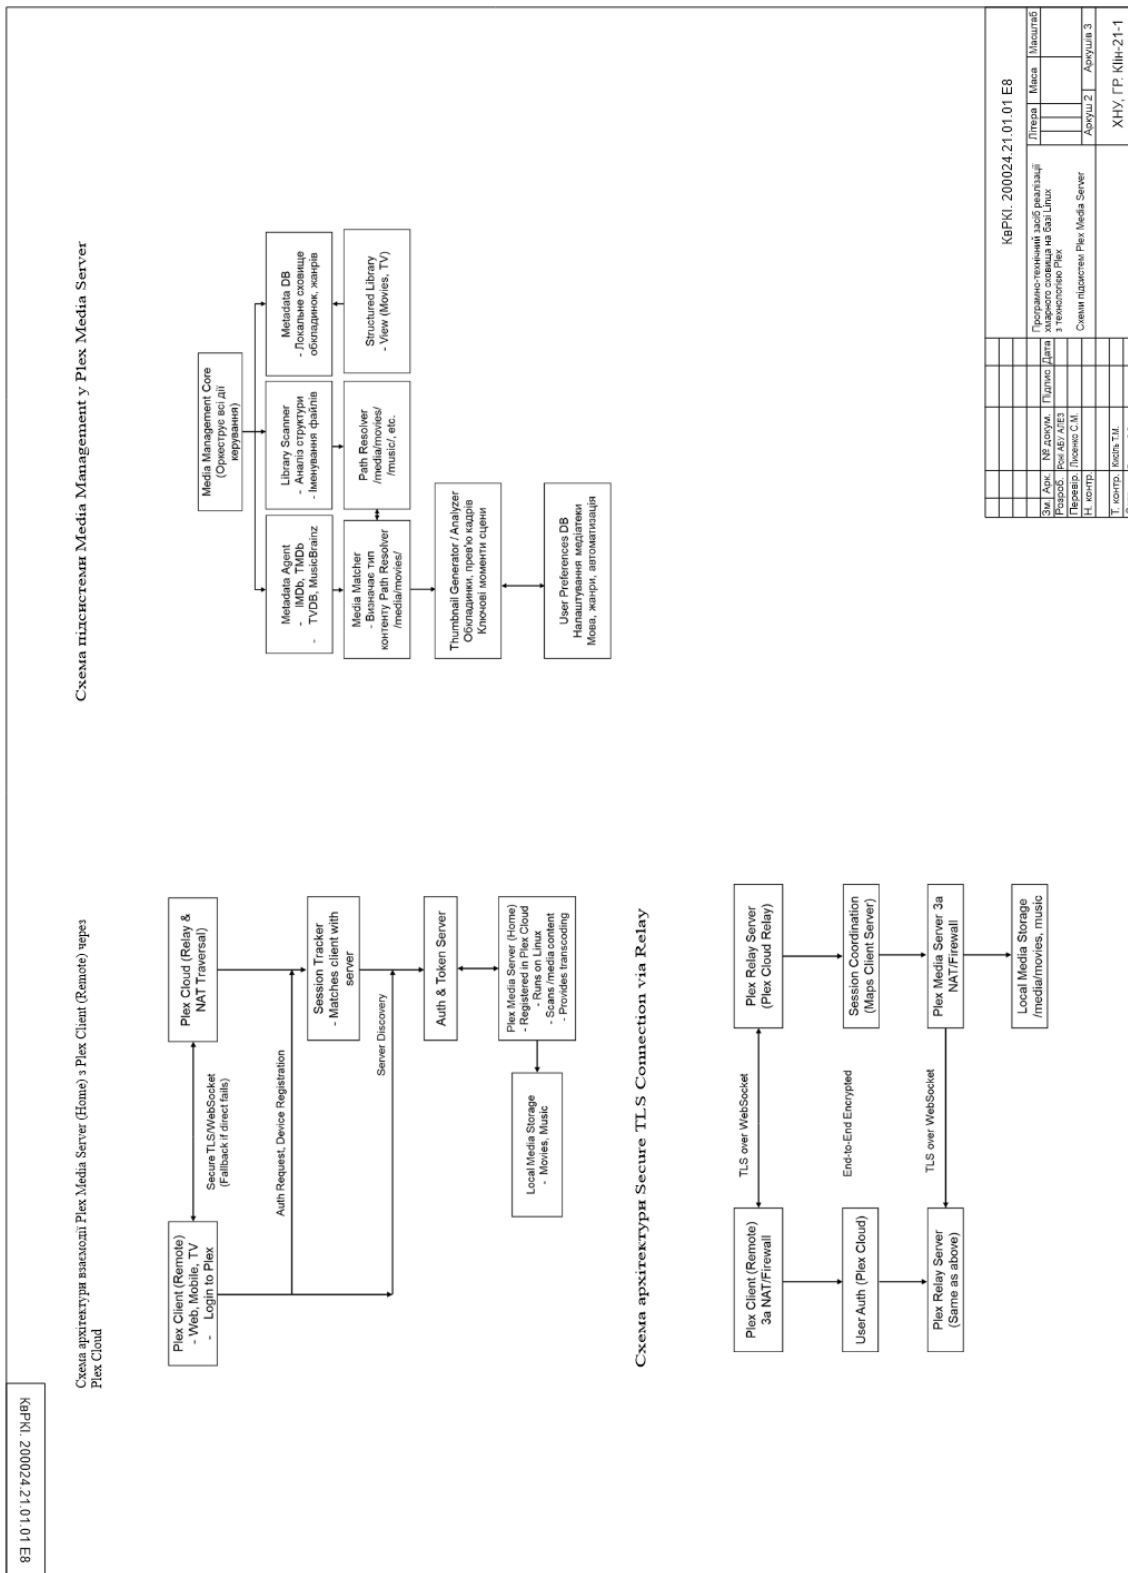 КвРКІ. 200024.21.01.01 Е8
Схема архітектури взаємодії Plex Media Server (Home) з Plex Client (Remote) через
Plex Cloud
Plex Client (Remote)
- Web, Mobile, TV
- Login to Plex
Secure TLS/WebSocket
(Fallback if direct fails)
Plex Cloud (Relay &
NAT Traversal)
Auth Request, Device Registration
Session Tracker
- Matches client with
server
Server Discovery
Auth & Token Server
Plex Media Server (Home)
- Registered in Plex Cloud
- Runs on Linux
- Scans /media content
- Provides transcoding
Local Media Storage
- Movies, Music
Схема архітектури Secure TLS Connection via Relay
Plex Client (Remote)
За NAT/Firewall
TLS over WebSocket
Plex Relay Server
(Plex Cloud Relay)
User Auth (Plex Cloud)
End-to-End Encrypted
Session Coordination
(Maps Client Server)
Plex Relay Server
(Same as above)
TLS over WebSocket
Plex Media Server За
NAT/Firewall
Local Media Storage
/media/movies, music
Схема підсистеми Media Management у Plex Media Server
Media Management Core
(Оркеструє всі дії
керування)
Metadata Agent
- IMDb, TMDb
- TVDB, MusicBrainz
Library Scanner
- Аналіз структури
- Іменування файлів
Metadata DB
- Локальне сховище
обкладинок, жанрів
Media Matcher
- Визначає тип
контенту Path Resolver
/media/movies/
Path Resolver
/media/movies/
/music/, etc.
Structured Library
- View (Movies, TV)
Thumbnail Generator / Analyzer
Обкладинки, прев'ю кадрів
Ключові моменти сцени
User Preferences DB
Налаштування медіатеки
Мова, жанри, автоматизація
КвРКІ. 200024.21.01.01 Е8
Зм. Арк. № докум. Підпис Дата
Розроб. Роні АБУ АЛЕЗ
Перевір. Лисенко С.М.
Н. контр.
Т. контр. Кисіль Т.М.
Програмно-технічний засіб реалізації
хмарного сховища на базі Linux
з технологією Plex
Схеми підсистем Plex Media Server
Літера Маса Масштаб
Аркуш 2 Аркушів 3
ХНУ, ГР. КІін-21-1